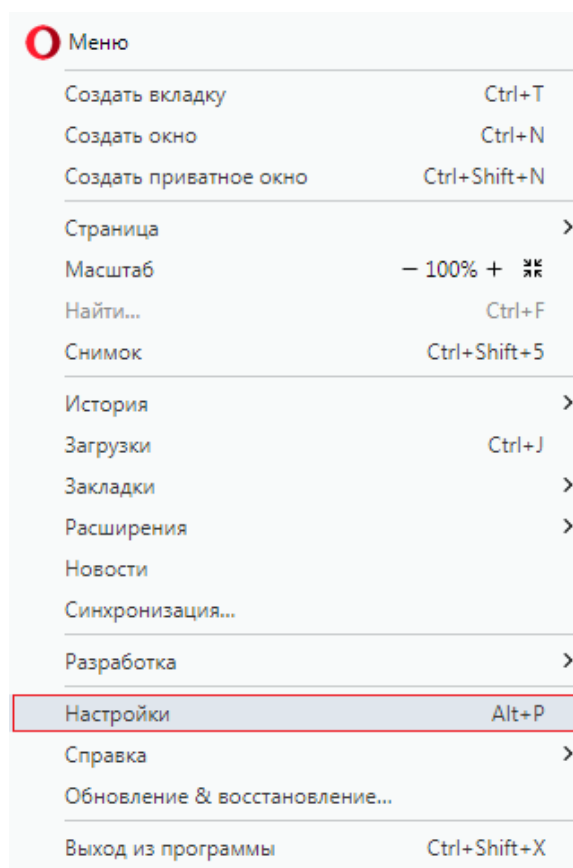 Меню
Создать вкладку Ctrl+T
Создать окно Ctrl+N
Создать приватное окно Ctrl+Shift+N
Страница
Масштаб − 100% +
Найти... Ctrl+F
Снимок Ctrl+Shift+5
История
Загрузки Ctrl+J
Закладки
Расширения
Новости
Синхронизация...
Разработка
Настройки Alt+P
Справка
Обновление & восстановление...
Выход из программы Ctrl+Shift+X